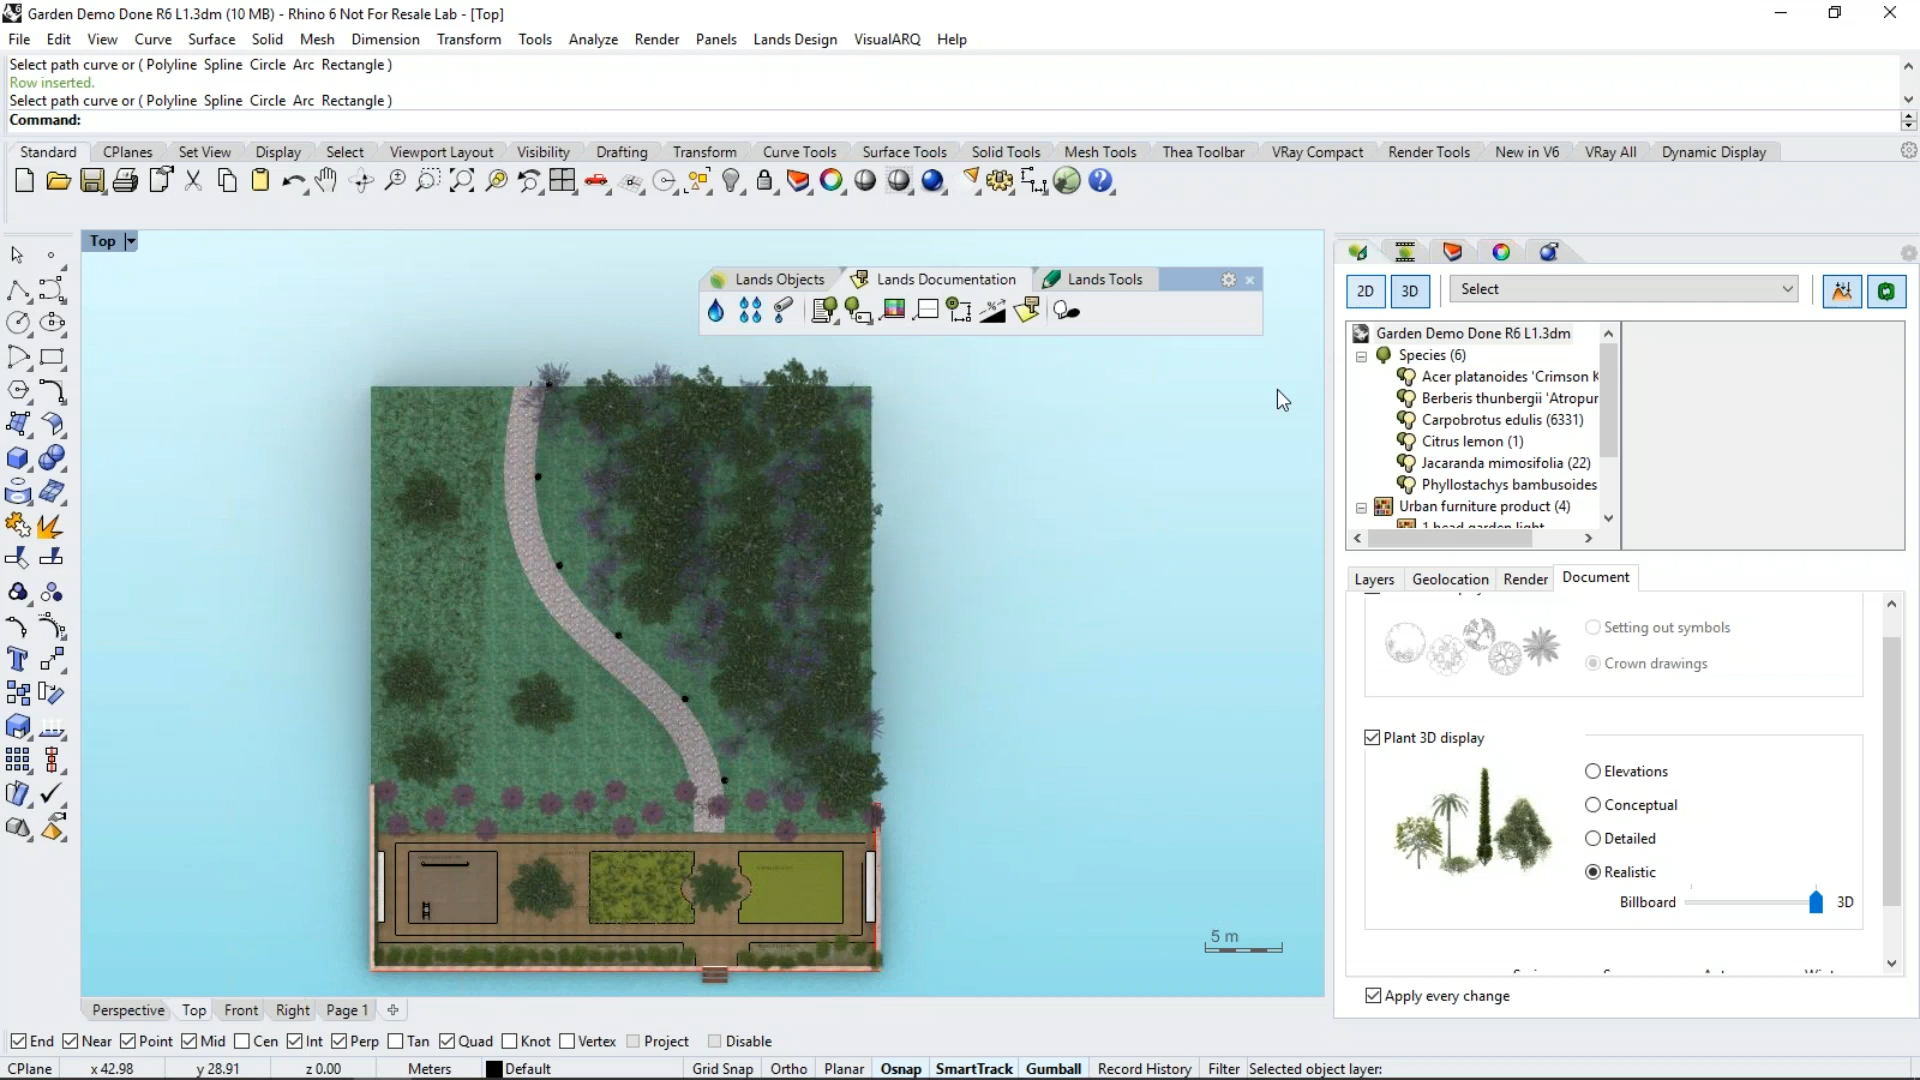 Garden Demo Done R6 L1.3dm (10 MB) - Rhino 6 Not For Resale Lab - [Top]
File Edit View Curve Surface Solid Mesh Dimension Transform Tools Analyze Render Panels Lands Design VisualARQ Help
Select path curve or ( Polyline Spline Circle Arc Rectangle )
Row inserted.
Select path curve or ( Polyline Spline Circle Arc Rectangle )
Command:
Standard CPlanes Set View Display Select Viewport Layout Visibility Drafting Transform Curve Tools Surface Tools Solid Tools Mesh Tools Thea Toolbar VRay Compact Render Tools New in V6 VRay All Dynamic Display
Top
Lands Objects Lands Documentation Lands Tools
2D 3D Select
Garden Demo Done R6 L1.3dm
Species (6)
Acer platanoides 'Crimson K
Berberis thunbergii 'Atropur
Carpobrotus edulis (6331)
Citrus lemon (1)
Jacaranda mimosifolia (22)
Phyllostachys bambusoides
Urban furniture product (4)
1 head garden light
Layers Geolocation Render Document
Setting out symbols
Crown drawings
Plant 3D display
Elevations
Conceptual
Detailed
Realistic
Billboard 3D
Apply every change
5 m
Perspective Top Front Right Page 1
End Near Point Mid Cen Int Perp Tan Quad Knot Vertex Project Disable
CPlane x 42.98 y 28.91 z 0.00 Meters Default Grid Snap Ortho Planar Osnap SmartTrack Gumball Record History Filter Selected object layer: